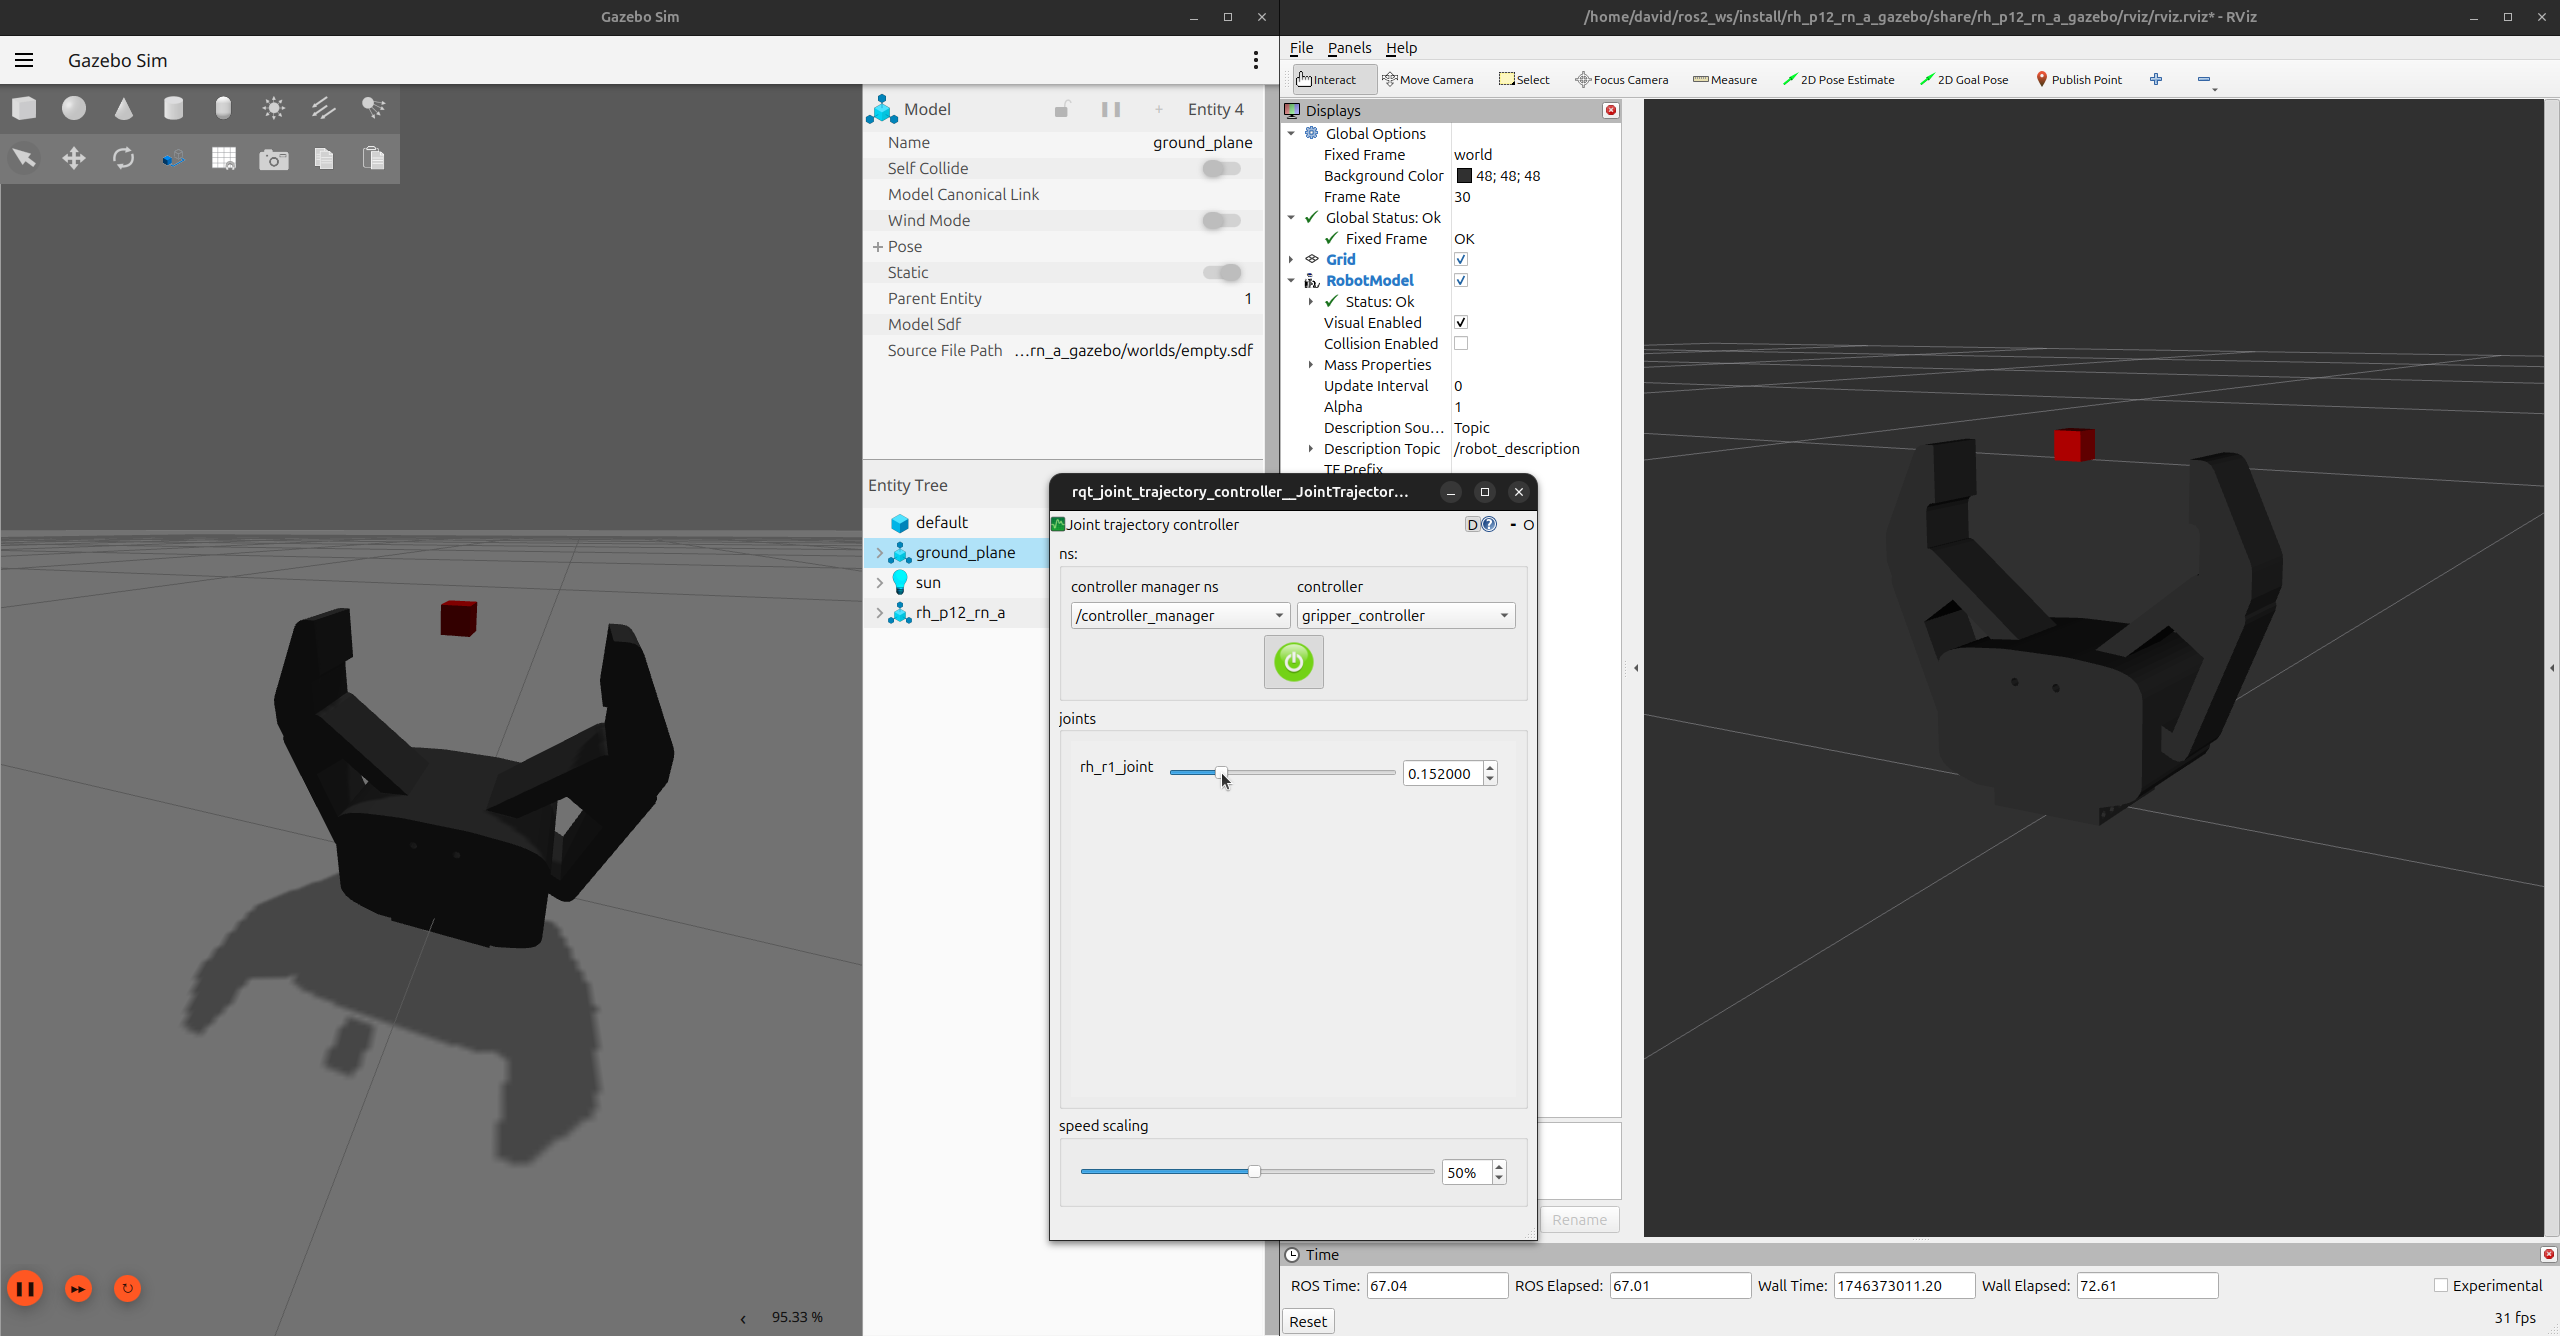 Gazebo Sim
/home/david/ros2_ws/install/rh_p12_rn_a_gazebo/share/rh_p12_rn_a_gazebo/rviz/rviz.rviz* - RViz
Gazebo Sim
File Panels Help
Interact Move Camera Select Focus Camera Measure 2D Pose Estimate 2D Goal Pose Publish Point
Model Entity 4
Name ground_plane
Self Collide
Model Canonical Link
Wind Mode
Pose
Static
Parent Entity 1
Model Sdf
Source File Path ...rn_a_gazebo/worlds/empty.sdf
Entity Tree
default
ground_plane
sun
rh_p12_rn_a
Displays
Global Options
Fixed Frame world
Background Color 48; 48; 48
Frame Rate 30
Global Status: Ok
Fixed Frame OK
Grid
RobotModel
Status: Ok
Visual Enabled
Collision Enabled
Mass Properties
Update Interval 0
Alpha 1
Description Sou... Topic
Description Topic /robot_description
TF Prefix
rqt_joint_trajectory_controller__JointTrajector...
Joint trajectory controller D ? - O
ns:
controller manager ns controller
/controller_manager gripper_controller
joints
rh_r1_joint 0.152000
speed scaling
50%
Rename
Time
ROS Time: 67.04 ROS Elapsed: 67.01 Wall Time: 1746373011.20 Wall Elapsed: 72.61 Experimental
Reset 31 fps
95.33 %